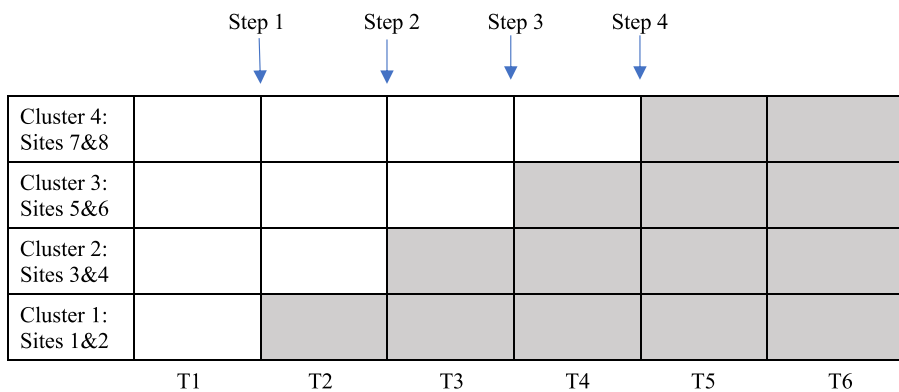 Step 1 Step 2 Step 3 Step 4
Cluster 4:
Sites 7&8
Cluster 3:
Sites 5&6
Cluster 2:
Sites 3&4
Cluster 1:
Sites 1&2
T1 T2 T3 T4 T5 T6